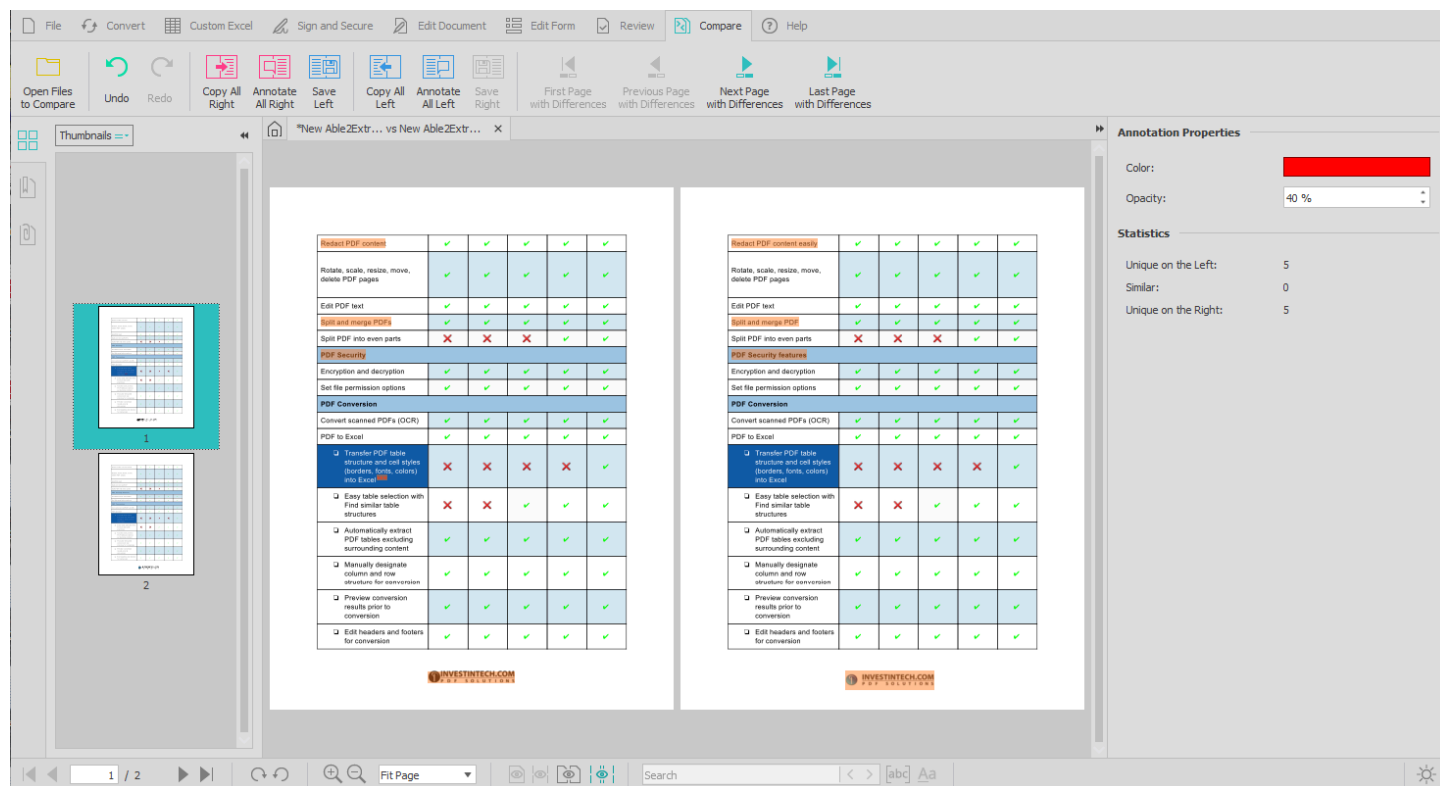 File Convert Custom Excel Sign and Secure Edit Document Edit Form Review Compare Help
Open Files
to Compare
Undo
Redo
Copy All
Right
Annotate
All Right
Save
Left
Copy All
Left
Annotate
All Left
Save
Right
First Page
with Differences
Previous Page
with Differences
Next Page
with Differences
Last Page
with Differences
Thumbnails
*New Able2Extr... vs New Able2Extr...
1
2
Redact PDF content
Rotate, scale, resize, move,
delete PDF pages
Edit PDF text
Split and merge PDFs
Split PDF into even parts
PDF Security
Encryption and decryption
Set file permission options
PDF Conversion
Convert scanned PDFs (OCR)
PDF to Excel
Transfer PDF table
structure and cell styles
(borders, fonts, colors)
into Excel
Easy table selection with
Find similar table
structures
Automatically extract
PDF tables excluding
surrounding content
Manually designate
column and row
structure for conversion
Preview conversion
results prior to
conversion
Edit headers and footers
for conversion
INVESTINTECH.COM
PDF SOLUTIONS
Redact PDF content easily
Rotate, scale, resize, move,
delete PDF pages
Edit PDF text
Split and merge PDF
Split PDF into even parts
PDF Security features
Encryption and decryption
Set file permission options
PDF Conversion
Convert scanned PDFs (OCR)
PDF to Excel
Transfer PDF table
structure and cell styles
(borders, fonts, colors)
into Excel
Easy table selection with
Find similar table
structures
Automatically extract
PDF tables excluding
surrounding content
Manually designate
column and row
structure for conversion
Preview conversion
results prior to
conversion
Edit headers and footers
for conversion
INVESTINTECH.COM
PDF SOLUTIONS
Annotation Properties
Color:
Opacity: 40 %
Statistics
Unique on the Left: 5
Similar: 0
Unique on the Right: 5
1 / 2
Fit Page
Search
[abc] Aa